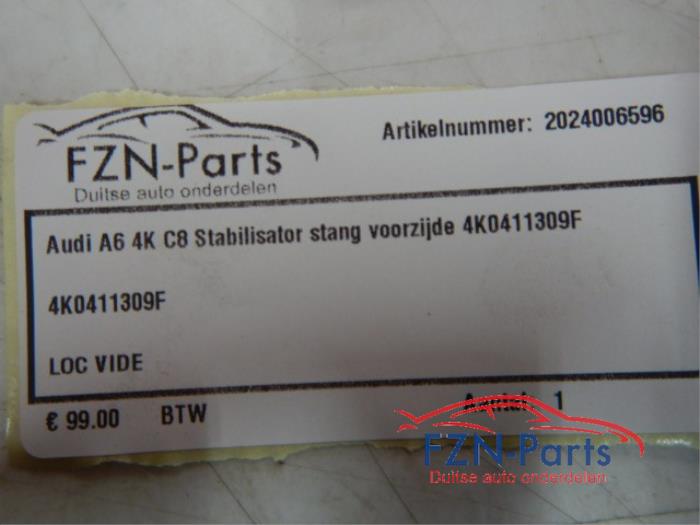 FZN-Parts
Duitse auto onderdelen
Artikelnummer: 2024006596
Audi A6 4K C8 Stabilisator stang voorzijde 4K0411309F
4K0411309F
LOC VIDE
€ 99.00 BTW
Aantal 1
FZN-Parts
Duitse auto onderdelen